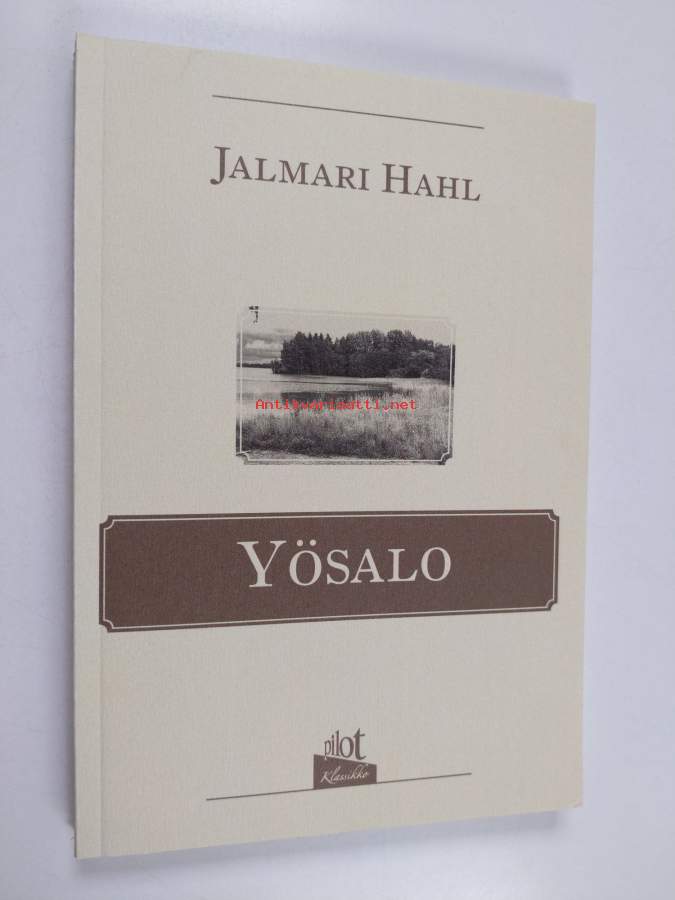 JALMARI HAHL
Antikvariaatti.net
YÖSALO
pilot
Klassikko